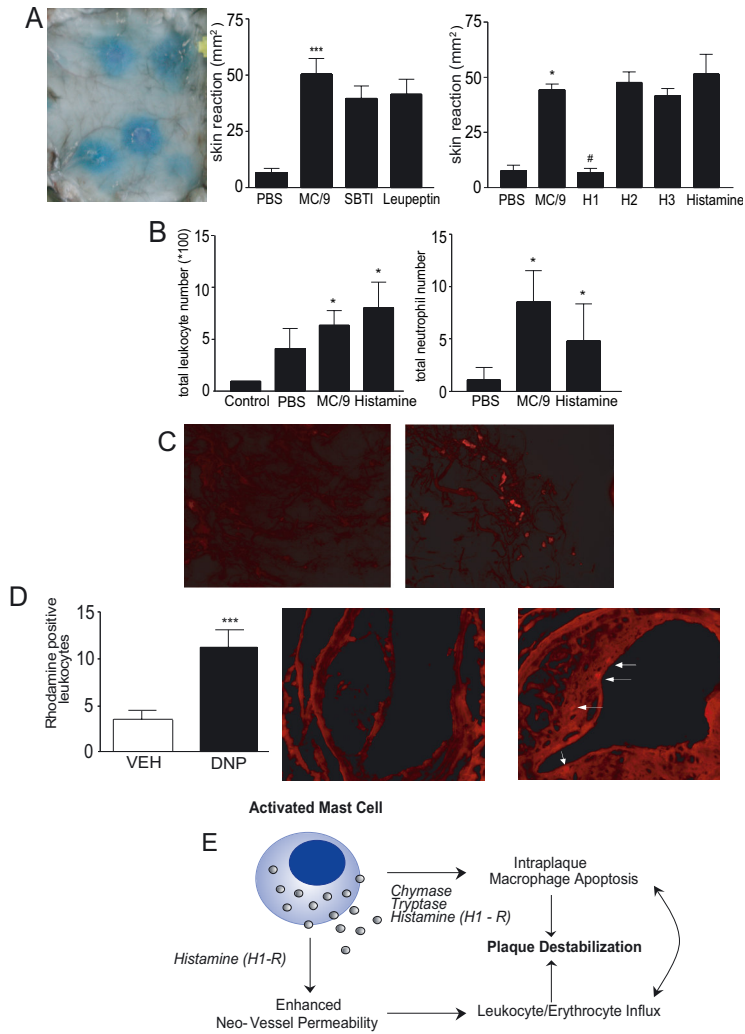 A
skin reaction (mm²)
75
50
25
0
***
PBS
MC/9
SBTI
Leupeptin
skin reaction (mm²)
75
50
25
0
*
#
PBS
MC/9
H1
H2
H3
Histamine
B
total leukocyte number (*100)
15
10
5
0
*
*
Control
PBS
MC/9
Histamine
total neutrophil number
15
10
5
0
*
*
PBS
MC/9
Histamine
C
D
Rhodamine positive
leukocytes
15
10
5
0
***
VEH
DNP
E
Activated Mast Cell
Chymase
Tryptase
Histamine (H1 - R)
Intraplaque
Macrophage Apoptosis
Plaque Destabilization
Histamine (H1-R)
Enhanced
Neo-Vessel Permeability
Leukocyte/Erythrocyte Influx